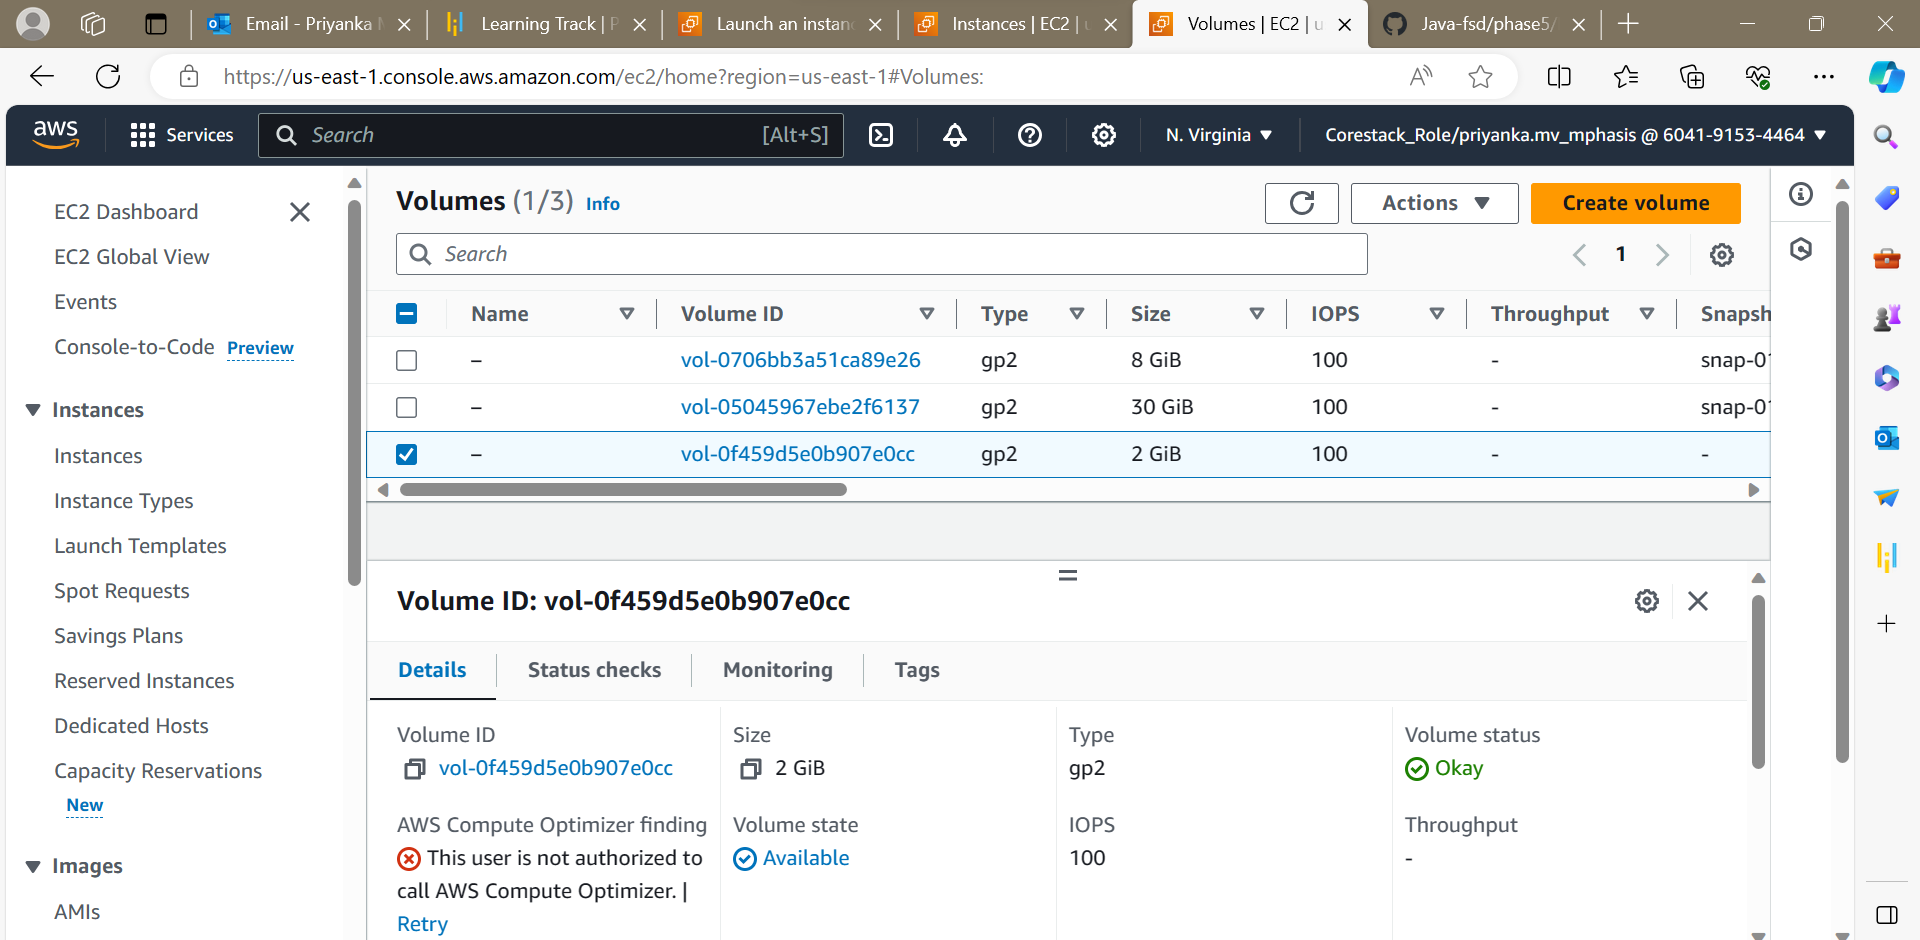 Email - Priyanka
Learning Track | P
Launch an instan
Instances | EC2 | u
Volumes | EC2 | u
Java-fsd/phase5/
https://us-east-1.console.aws.amazon.com/ec2/home?region=us-east-1#Volumes:
aws
Services
Search
[Alt+S]
N. Virginia
Corestack_Role/priyanka.mv_mphasis @ 6041-9153-4464
EC2 Dashboard
EC2 Global View
Events
Console-to-Code Preview
Instances
Instances
Instance Types
Launch Templates
Spot Requests
Savings Plans
Reserved Instances
Dedicated Hosts
Capacity Reservations
New
Images
AMIs
Volumes (1/3) Info
Actions
Create volume
Search
1
Name Volume ID Type Size IOPS Throughput Snapsh
– vol-0706bb3a51ca89e26 gp2 8 GiB 100 - snap-01
– vol-05045967ebe2f6137 gp2 30 GiB 100 - snap-01
– vol-0f459d5e0b907e0cc gp2 2 GiB 100 - -
Volume ID: vol-0f459d5e0b907e0cc
Details
Status checks
Monitoring
Tags
Volume ID
vol-0f459d5e0b907e0cc
Size
2 GiB
Type
gp2
Volume status
Okay
AWS Compute Optimizer finding
This user is not authorized to
call AWS Compute Optimizer. |
Retry
Volume state
Available
IOPS
100
Throughput
-